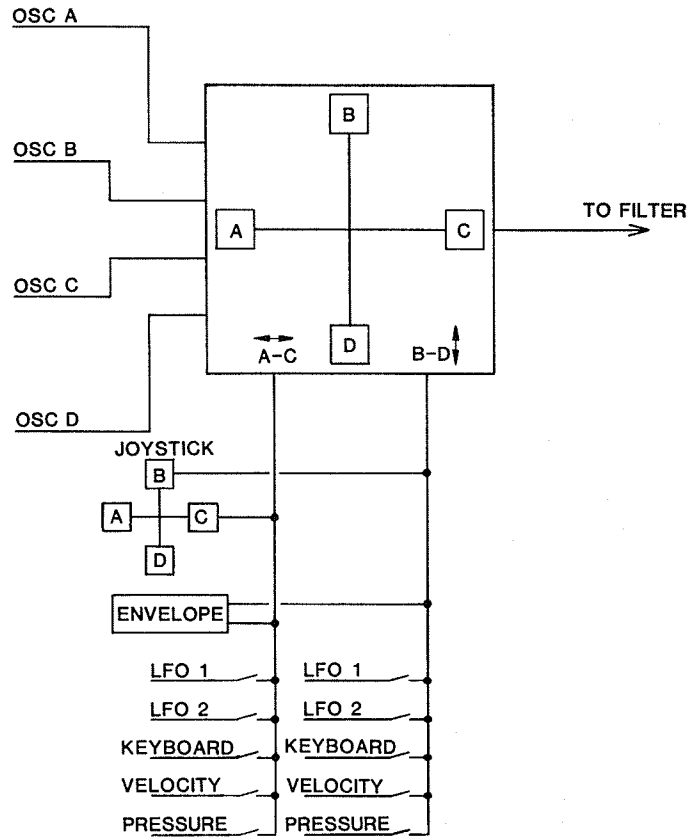 OSC A
B
OSC B
TO FILTER
A
C
OSC C
D
A-C
B-D
OSC D
JOYSTICK
B
A
C
D
ENVELOPE
LFO 1
LFO 1
LFO 2
LFO 2
KEYBOARD
KEYBOARD
VELOCITY
VELOCITY
PRESSURE
PRESSURE